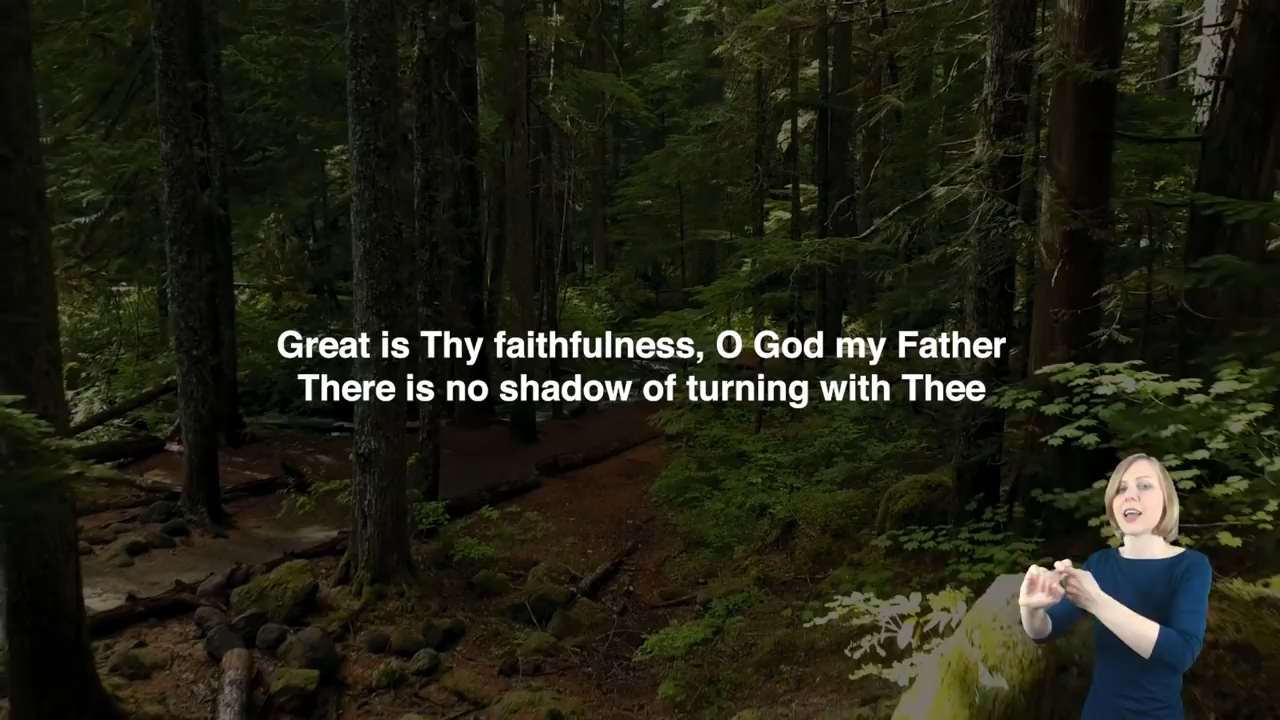 Great is Thy faithfulness, O God my Father
There is no shadow of turning with Thee